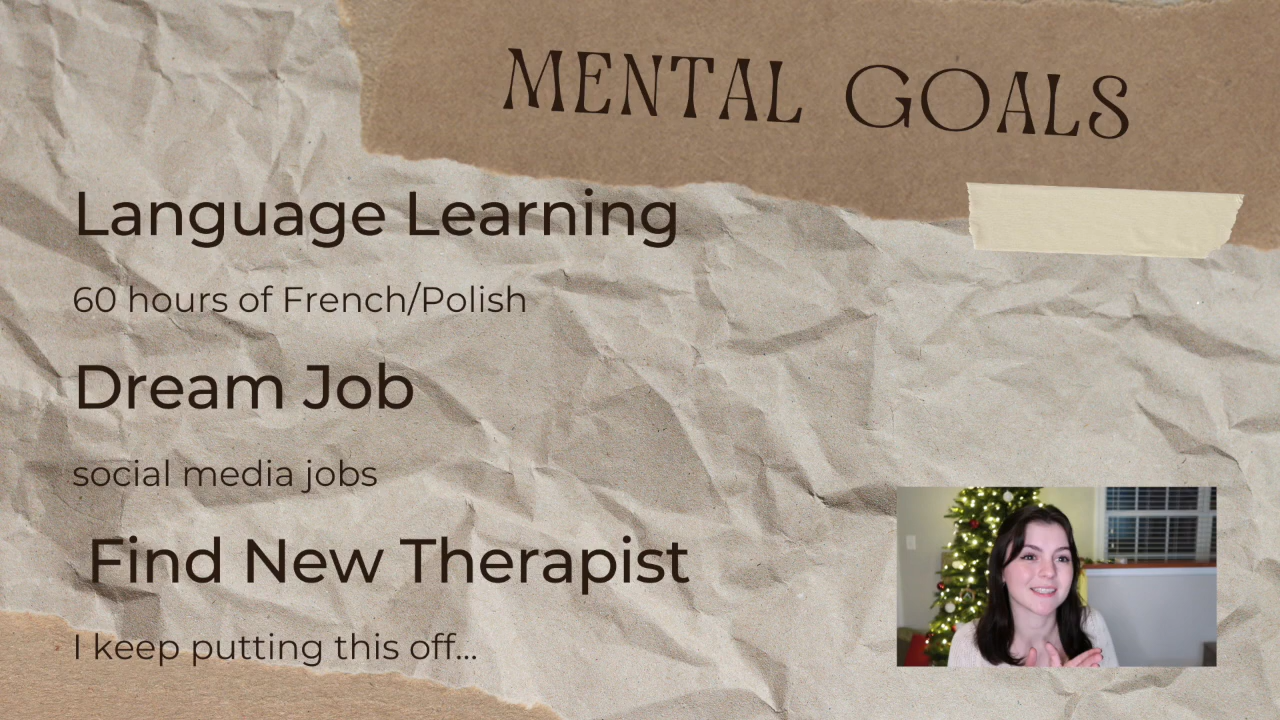 MENTAL GOALS
Language Learning
60 hours of French/Polish
Dream Job
social media jobs
Find New Therapist
I keep putting this off...